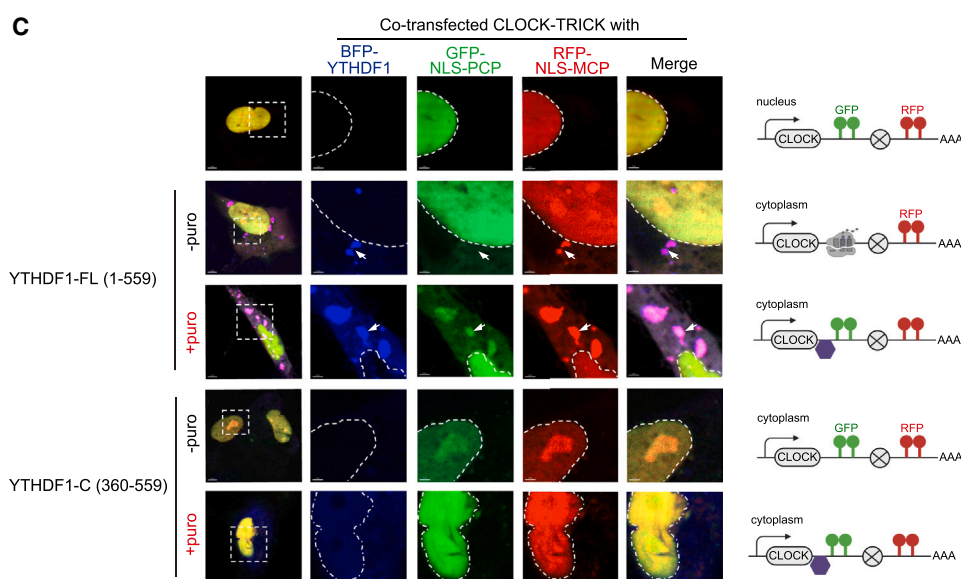 C
Co-transfected CLOCK-TRICK with
BFP-
YTHDF1
GFP-
NLS-PCP
RFP-
NLS-MCP
Merge
nucleus
GFP
RFP
CLOCK
AAA
YTHDF1-FL (1-559)
-puro
cytoplasm
RFP
CLOCK
AAA
+puro
cytoplasm
CLOCK
AAA
YTHDF1-C (360-559)
-puro
cytoplasm
GFP
RFP
CLOCK
AAA
+puro
cytoplasm
CLOCK
AAA